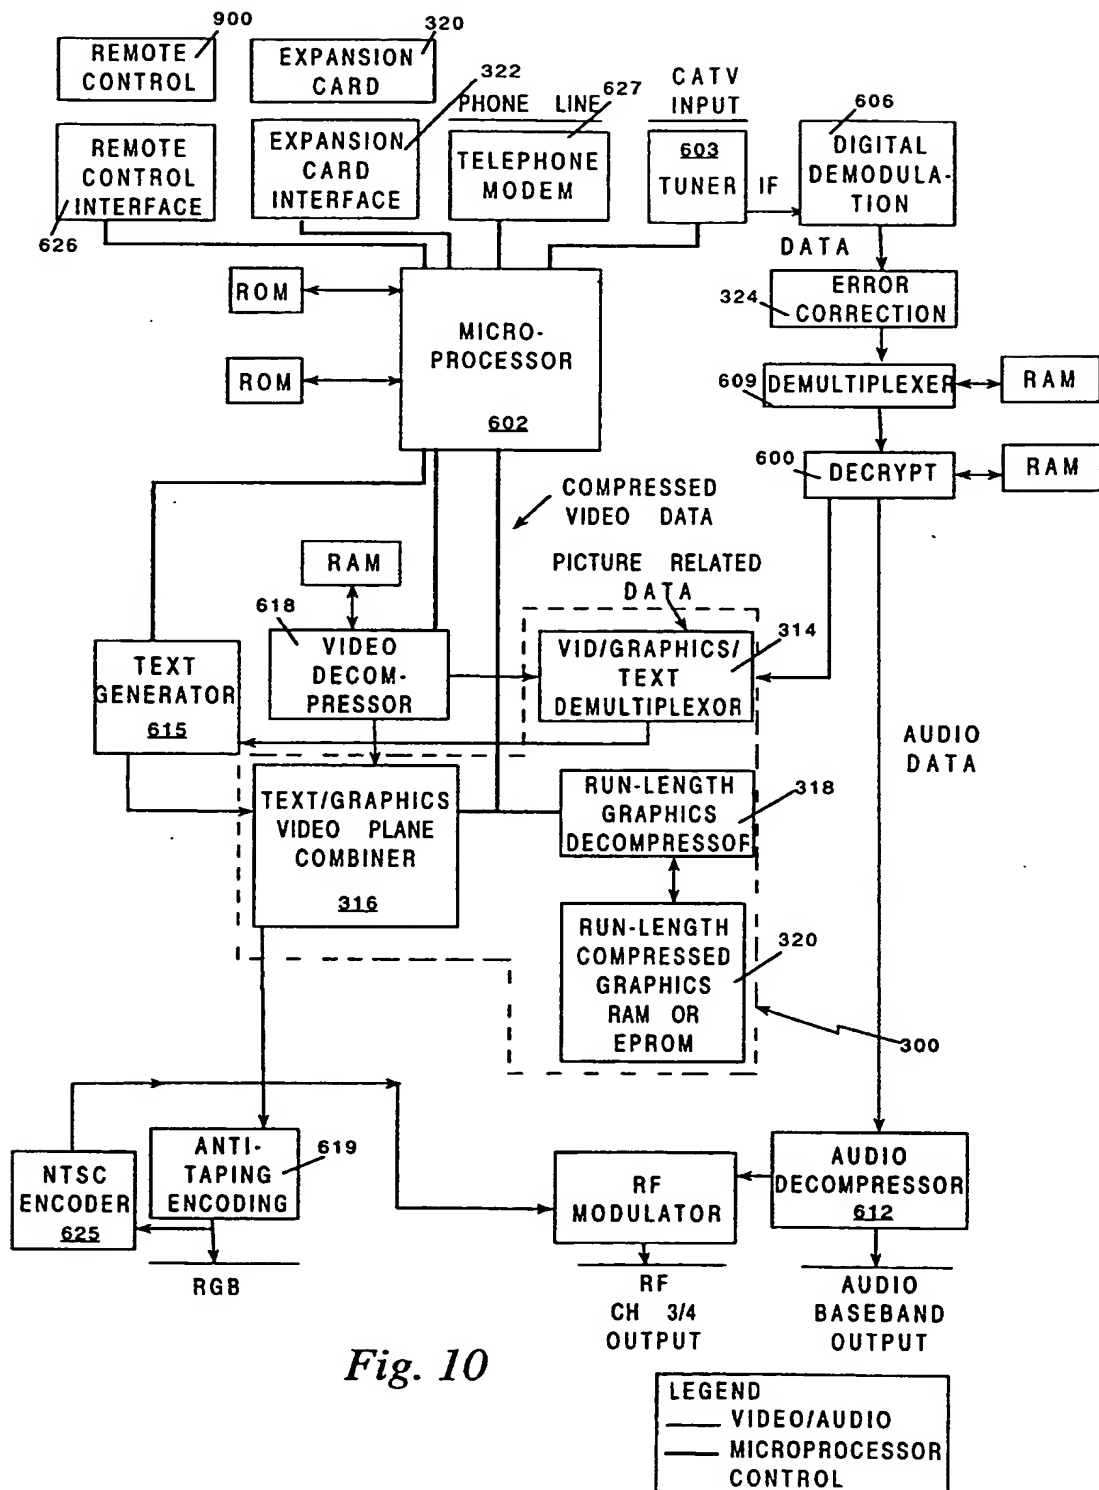 900
REMOTE
CONTROL
320
EXPANSION
CARD
322
PHONE LINE
627
CATV
INPUT
606
REMOTE
CONTROL
INTERFACE
626
EXPANSION
CARD
INTERFACE
TELEPHONE
MODEM
603
TUNER
IF
DIGITAL
DEMODULA-
TION
DATA
ROM
ROM
MICRO-
PROCESSOR
602
324
ERROR
CORRECTION
609
DEMULTIPLEXER
RAM
600
DECRYPT
RAM
COMPRESSED
VIDEO DATA
PICTURE RELATED
DATA
RAM
618
VIDEO
DECOM-
PRESSOR
314
VID/GRAPHICS/
TEXT
DEMULTIPLEXOR
TEXT
GENERATOR
615
AUDIO
DATA
TEXT/GRAPHICS
VIDEO PLANE
COMBINER
316
RUN-LENGTH
GRAPHICS
DECOMPRESSOR
318
RUN-LENGTH
COMPRESSED
GRAPHICS
RAM OR
EPROM
320
300
NTSC
ENCODER
625
ANTI-
TAPING
ENCODING
619
RF
MODULATOR
AUDIO
DECOMPRESSOR
612
RGB
RF
CH 3/4
OUTPUT
AUDIO
BASEBAND
OUTPUT
Fig. 10
LEGEND
VIDEO/AUDIO
MICROPROCESSOR
CONTROL